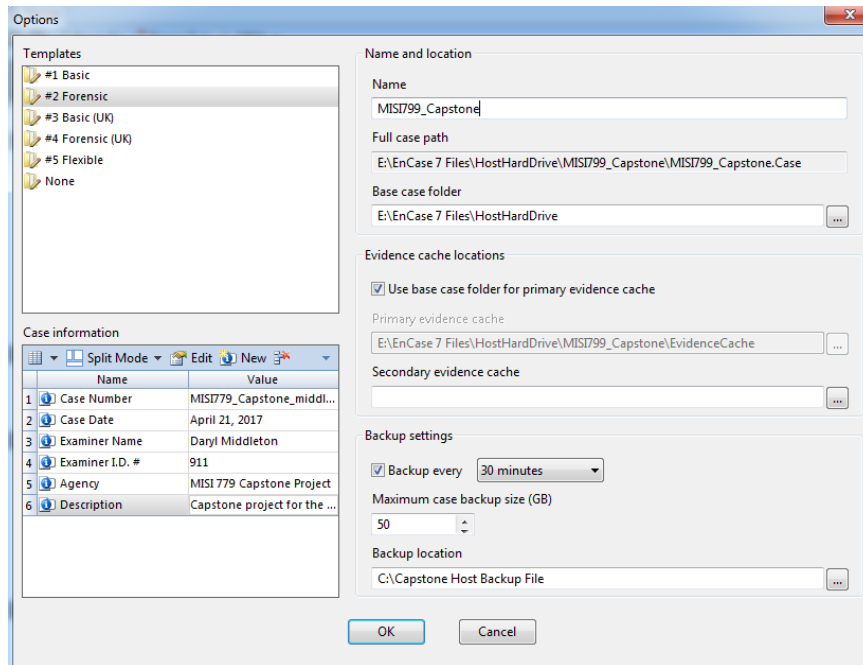 Options
Templates
#1 Basic
#2 Forensic
#3 Basic (UK)
#4 Forensic (UK)
#5 Flexible
None
Case information
Split Mode Edit New
Name Value
1 Case Number MISI779_Capstone_middl...
2 Case Date April 21, 2017
3 Examiner Name Daryl Middleton
4 Examiner I.D. # 911
5 Agency MISI 779 Capstone Project
6 Description Capstone project for the ...
Name and location
Name
MISI799_Capstone
Full case path
E:\EnCase 7 Files\HostHardDrive\MISI799_Capstone\MISI799_Capstone.Case
Base case folder
E:\EnCase 7 Files\HostHardDrive
...
Evidence cache locations
Use base case folder for primary evidence cache
Primary evidence cache
E:\EnCase 7 Files\HostHardDrive\MISI799_Capstone\EvidenceCache
...
Secondary evidence cache
...
Backup settings
Backup every 30 minutes
Maximum case backup size (GB)
50
Backup location
C:\Capstone Host Backup File
...
OK Cancel